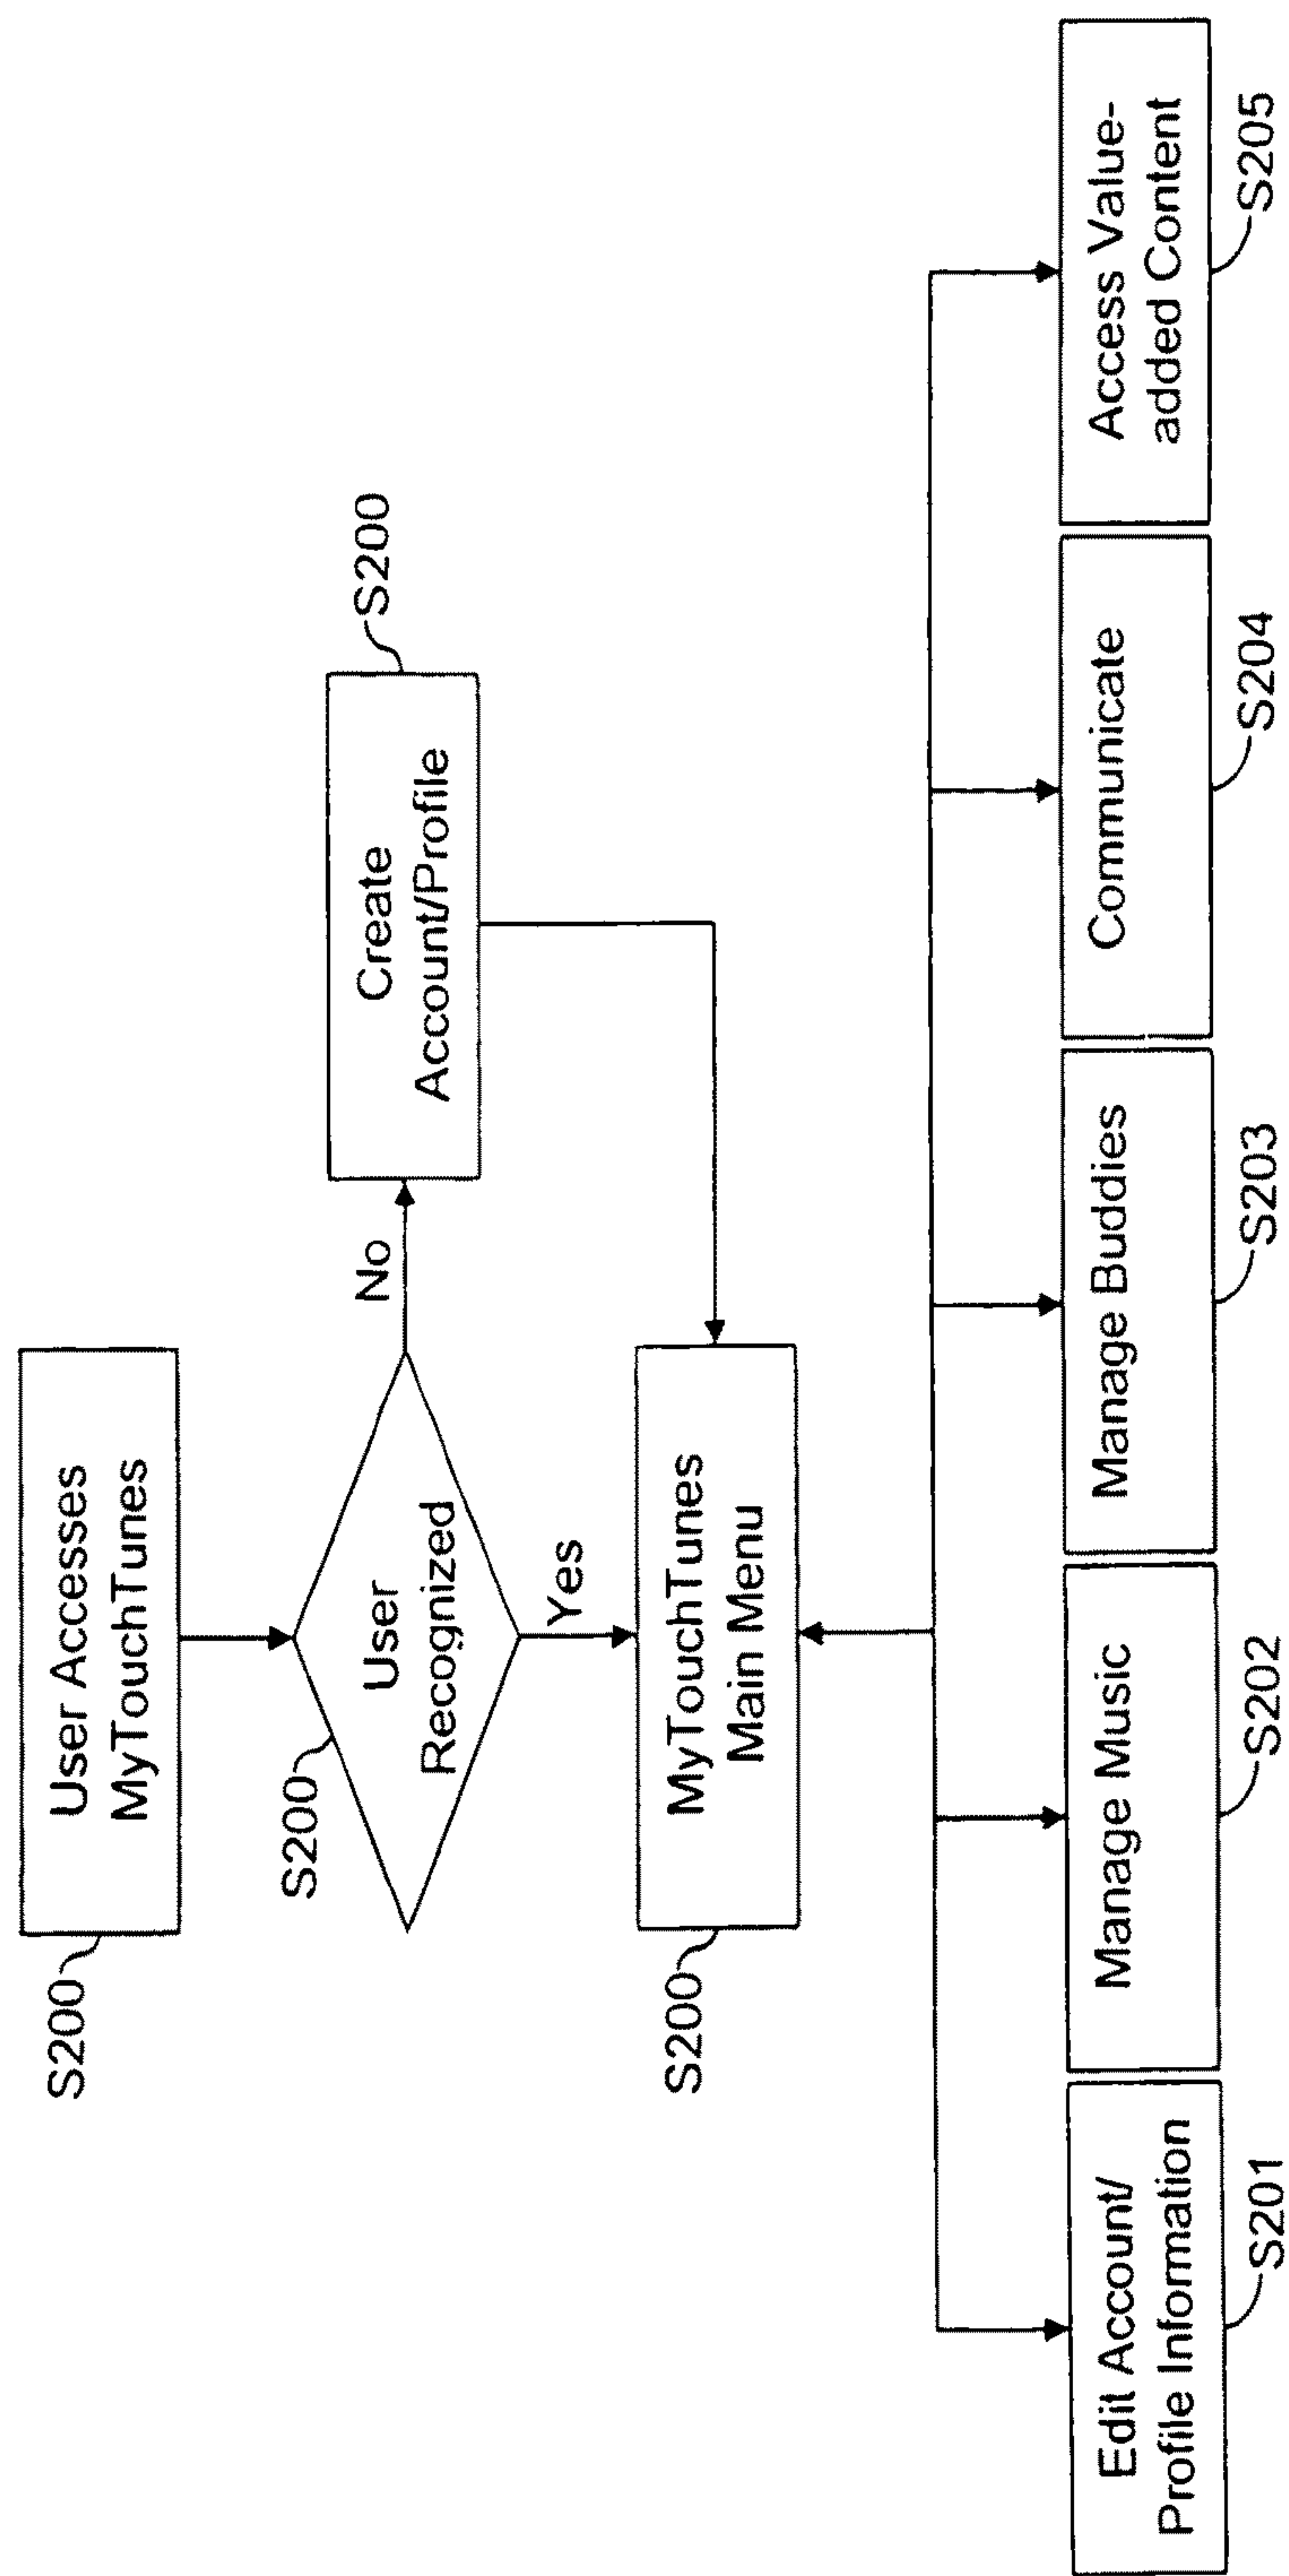 User Accesses
MyTouchTunes
S200
User
Recognized
S200
No
Yes
Create
Account/Profile
S200
MyTouchTunes
Main Menu
S200
Edit Account/
Profile Information
S201
Manage Music
S202
Manage Buddies
S203
Communicate
S204
Access Value-
added Content
S205